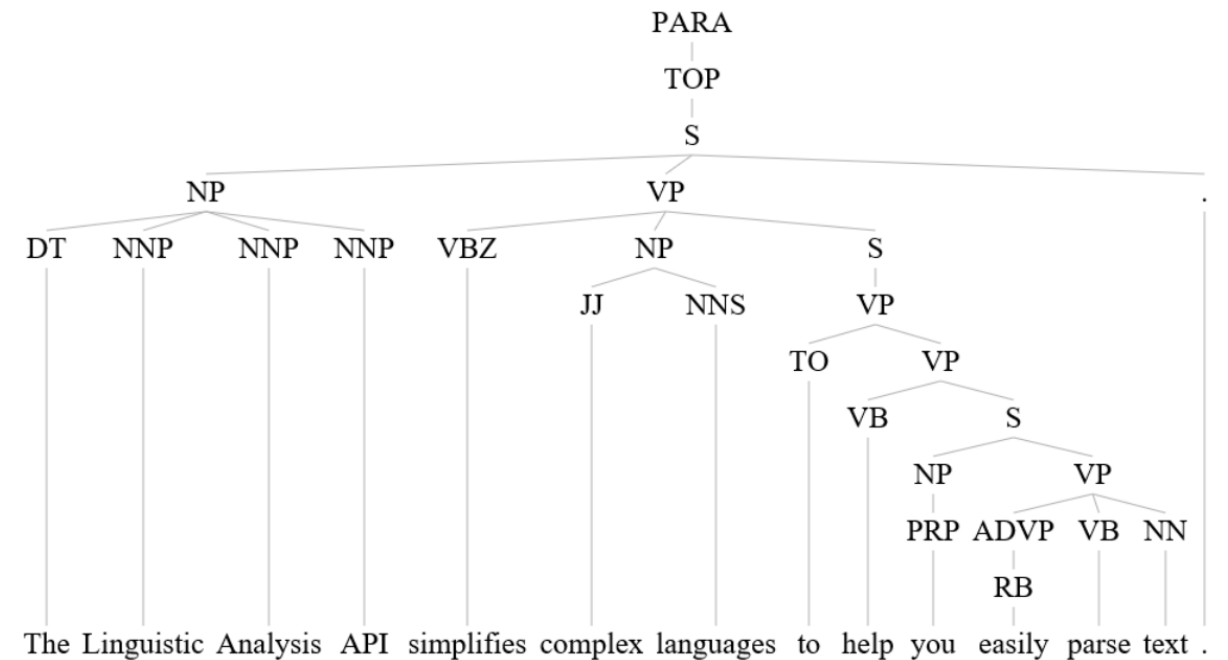 PARA
TOP
S
NP VP .
DT NNP NNP NNP VBZ NP S
JJ NNS VP
TO VP
VB S
NP VP
PRP ADVP VB NN
RB
The Linguistic Analysis API simplifies complex languages to help you easily parse text .